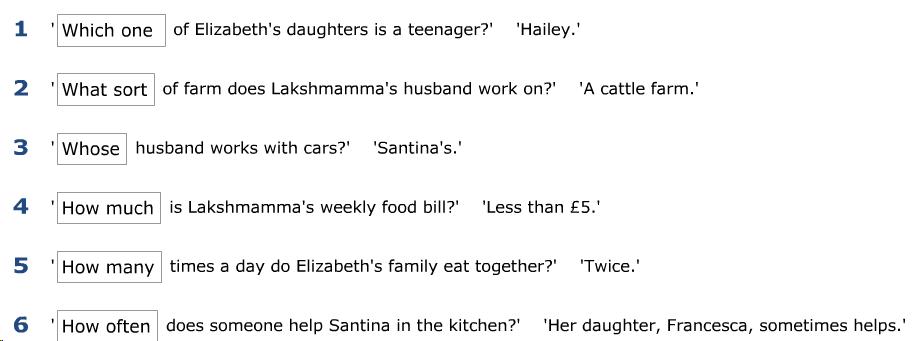 1 'Which one of Elizabeth's daughters is a teenager?' 'Hailey.'
2 'What sort of farm does Lakshmamma's husband work on?' 'A cattle farm.'
3 'Whose husband works with cars?' 'Santina's.'
4 'How much is Lakshmamma's weekly food bill?' 'Less than £5.'
5 'How many times a day do Elizabeth's family eat together?' 'Twice.'
6 'How often does someone help Santina in the kitchen?' 'Her daughter, Francesca, sometimes helps.'